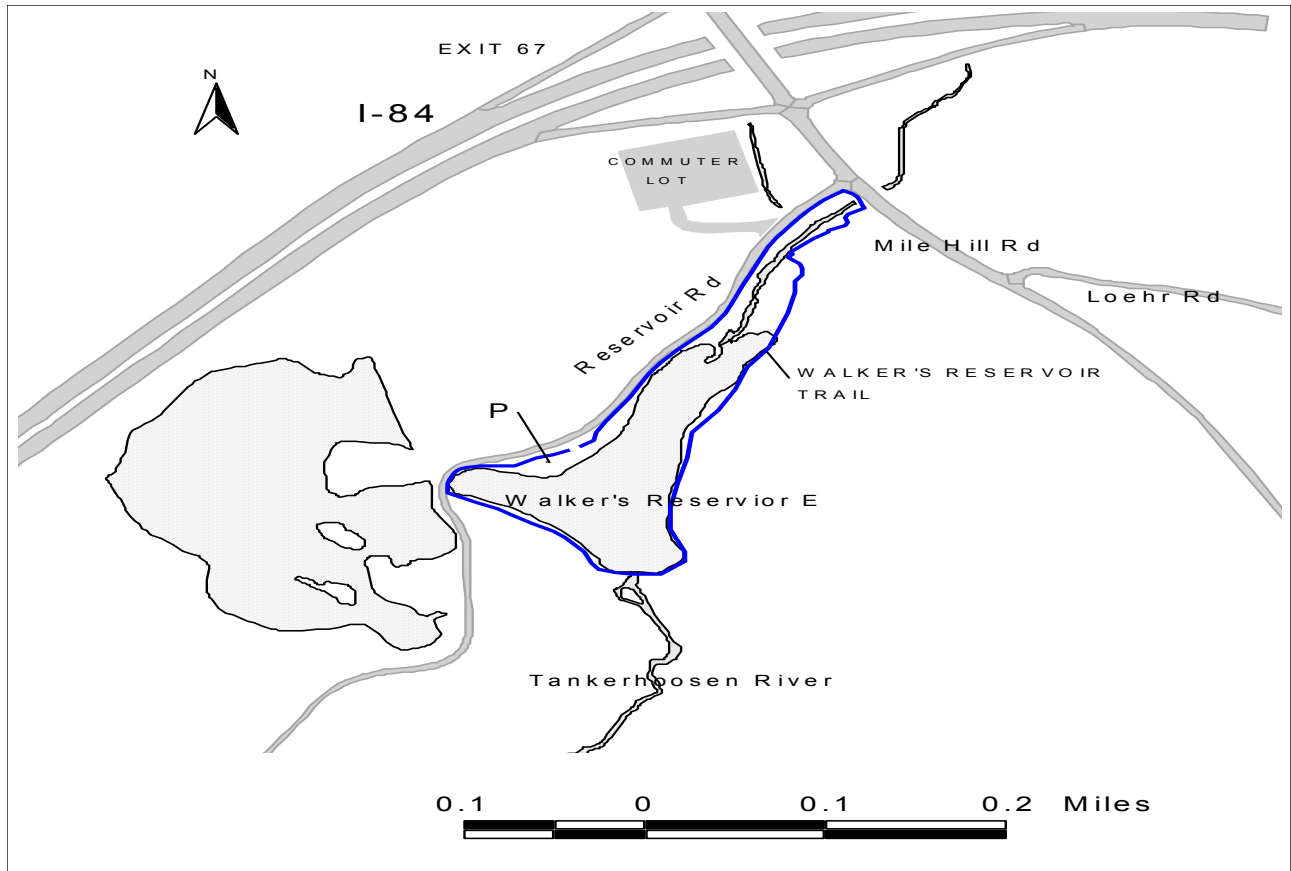 EXIT 67
N
I-84
COMMUTER
LOT
Mile Hill Rd
Loehr Rd
Reservoir Rd
WALKER'S RESERVOIR
TRAIL
P
Walker's Reservior E
Tankerhoosen River
0.1 0 0.1 0.2 Miles